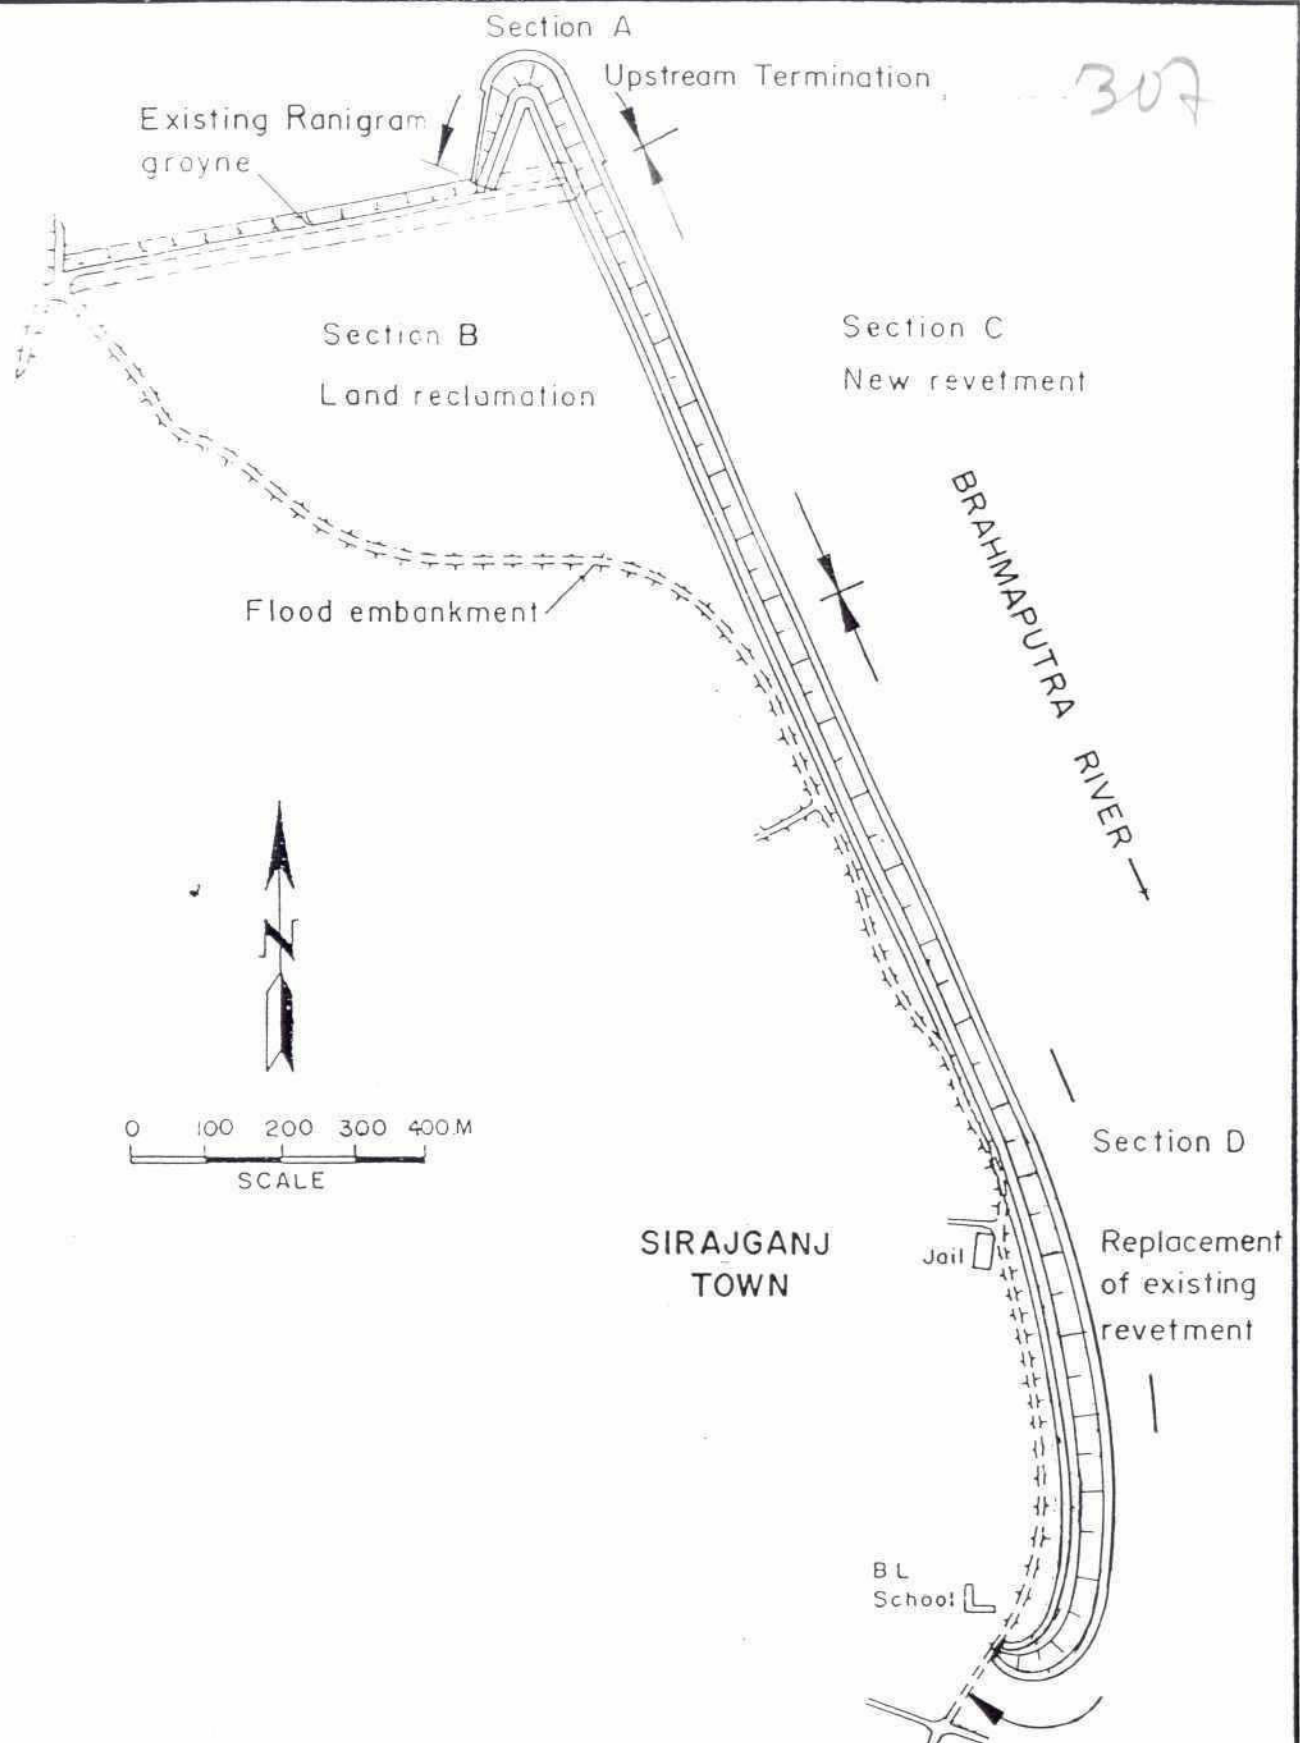 Section A
Upstream Termination
307
Existing Ranigram
groyne
Section B
Land reclamation
Section C
New revetment
BRAHMAPUTRA RIVER
Flood embankment
N
0 100 200 300 400 M
SCALE
Section D
Replacement
of existing
revetment
SIRAJGANJ
TOWN
Jail
B L
School